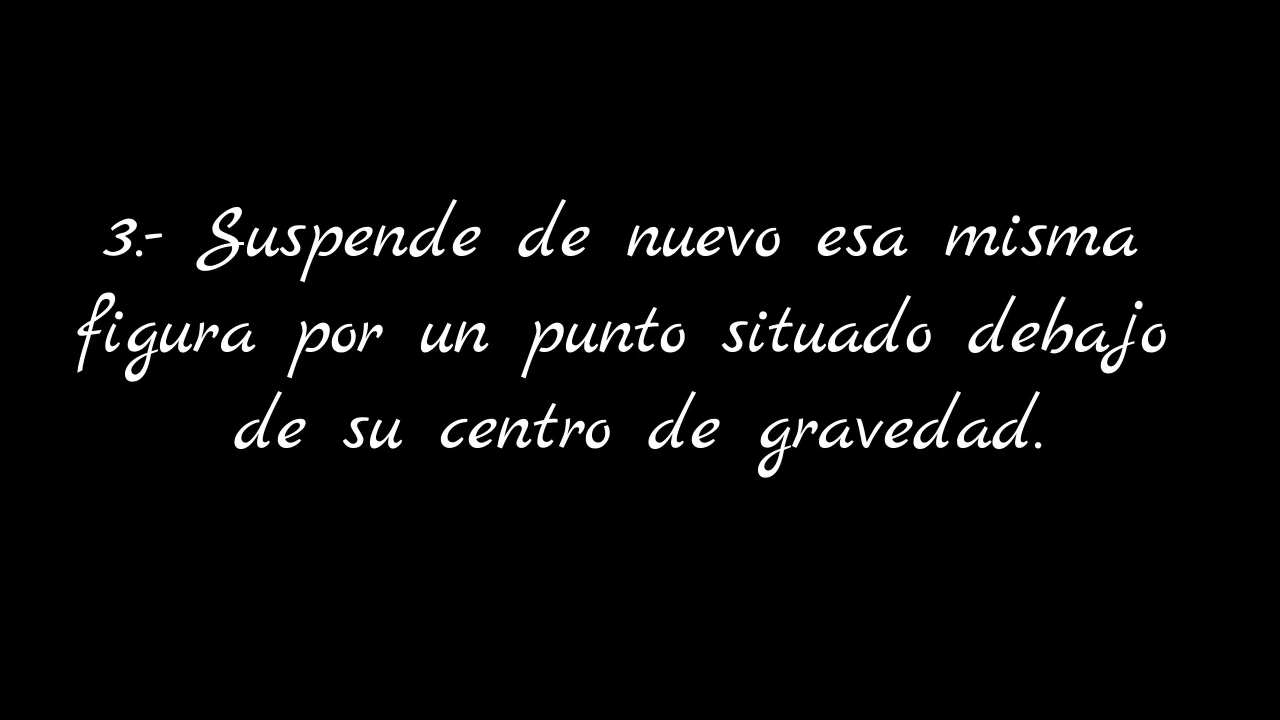 3.- Suspende de nuevo esa misma
figura por un punto situado debajo
de su centro de gravedad.